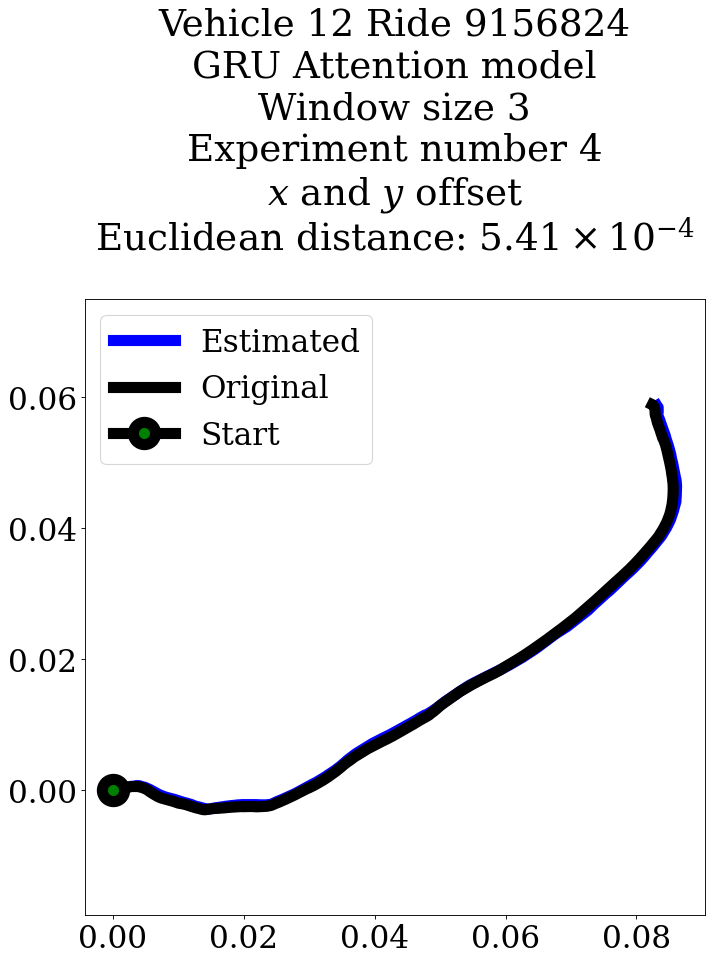 Vehicle 12 Ride 9156824
GRU Attention model
Window size 3
Experiment number 4
x and y offset
Euclidean distance: 5.41 × 10⁻⁴
Estimated
Original
Start
0.06
0.04
0.02
0.00
0.00 0.02 0.04 0.06 0.08